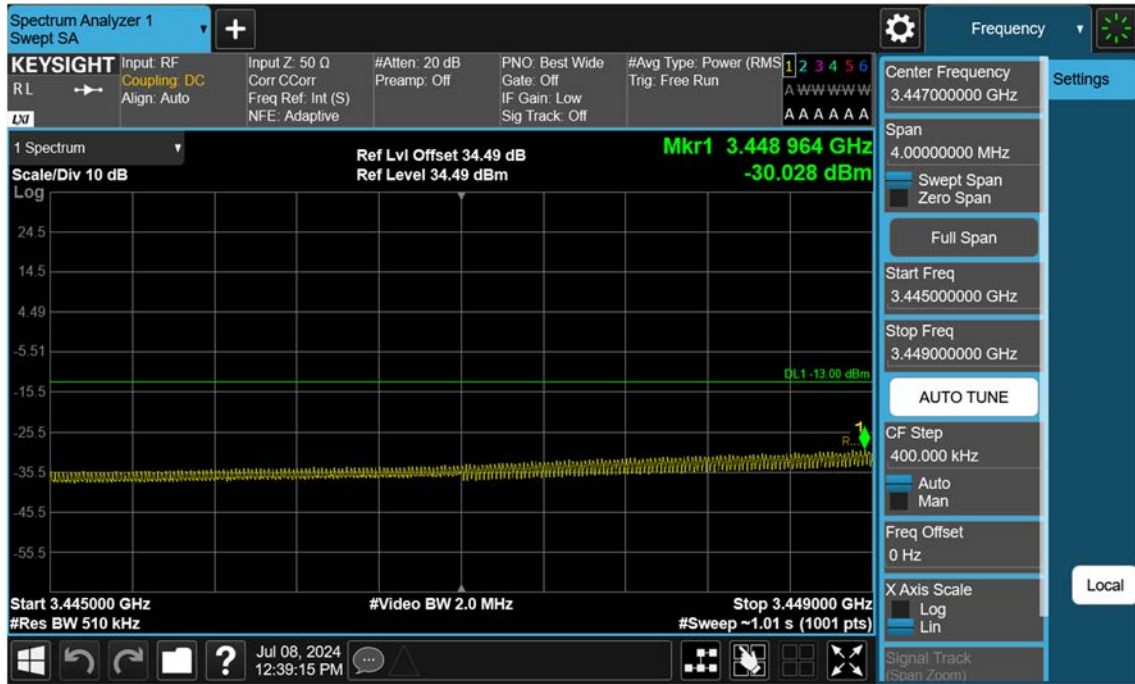 Spectrum Analyzer 1
Swept SA
+
Frequency
KEYSIGHT
RL
LXI
Input: RF
Coupling: DC
Align: Auto
Input Z: 50 Ω
Corr CCorr
Freq Ref: Int (S)
NFE: Adaptive
#Atten: 20 dB
Preamp: Off
PNO: Best Wide
Gate: Off
IF Gain: Low
Sig Track: Off
#Avg Type: Power (RMS
Trig: Free Run
1 2 3 4 5 6
A W W W W W
A A A A A A
1 Spectrum
Scale/Div 10 dB
Ref Lvl Offset 34.49 dB
Ref Level 34.49 dBm
Mkr1 3.448 964 GHz
-30.028 dBm
Log
24.5
14.5
4.49
-5.51
-15.5
-25.5
-35.5
-45.5
-55.5
DL1 -13.00 dBm
1
R...
Start 3.445000 GHz
#Res BW 510 kHz
#Video BW 2.0 MHz
Stop 3.449000 GHz
#Sweep ~1.01 s (1001 pts)
Center Frequency
3.447000000 GHz
Span
4.00000000 MHz
Swept Span
Zero Span
Full Span
Start Freq
3.445000000 GHz
Stop Freq
3.449000000 GHz
AUTO TUNE
CF Step
400.000 kHz
Auto
Man
Freq Offset
0 Hz
X Axis Scale
Log
Lin
Signal Track
(Span Zoom)
Settings
Local
?
Jul 08, 2024
12:39:15 PM